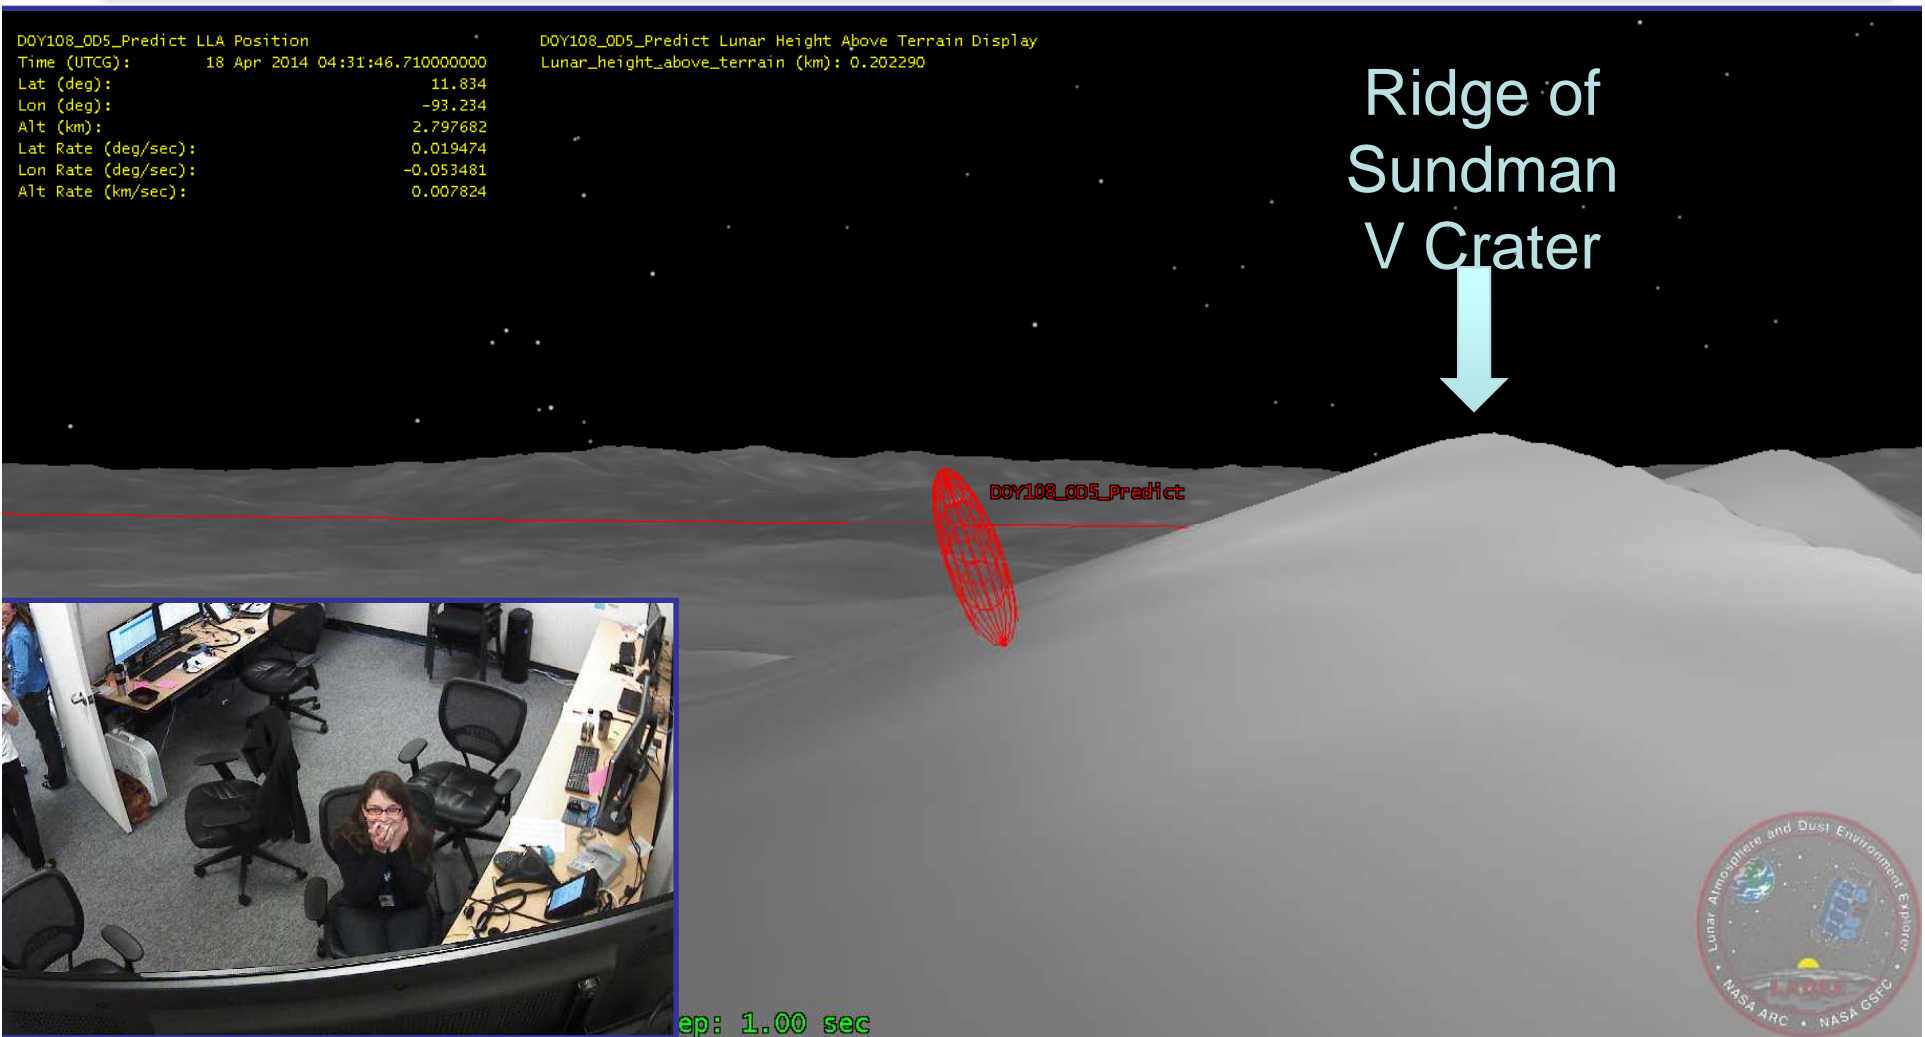 DOY108_OD5_Predict LLA Position
Time (UTCG): 18 Apr 2014 04:31:46.710000000
Lat (deg): 11.834
Lon (deg): -93.234
Alt (km): 2.797682
Lat Rate (deg/sec): 0.019474
Lon Rate (deg/sec): -0.053481
Alt Rate (km/sec): 0.007824
DOY108_OD5_Predict Lunar Height Above Terrain Display
Lunar_height_above_terrain (km): 0.202290
Ridge of
Sundman
V Crater
DOY108_OD5_Predict
ep: 1.00 sec
Lunar Atmosphere and Dust Environment Explorer
LADEE
NASA ARC • NASA GSFC